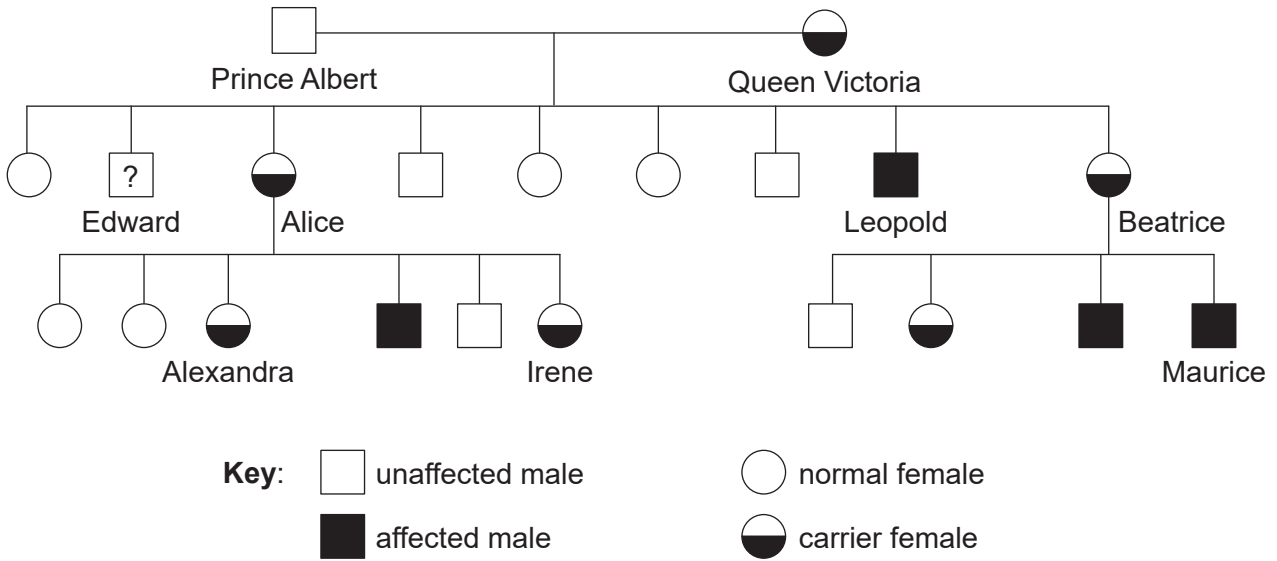 Prince Albert
Queen Victoria
?
Edward
Alice
Leopold
Beatrice
Alexandra
Irene
Maurice
Key:
unaffected male
normal female
affected male
carrier female